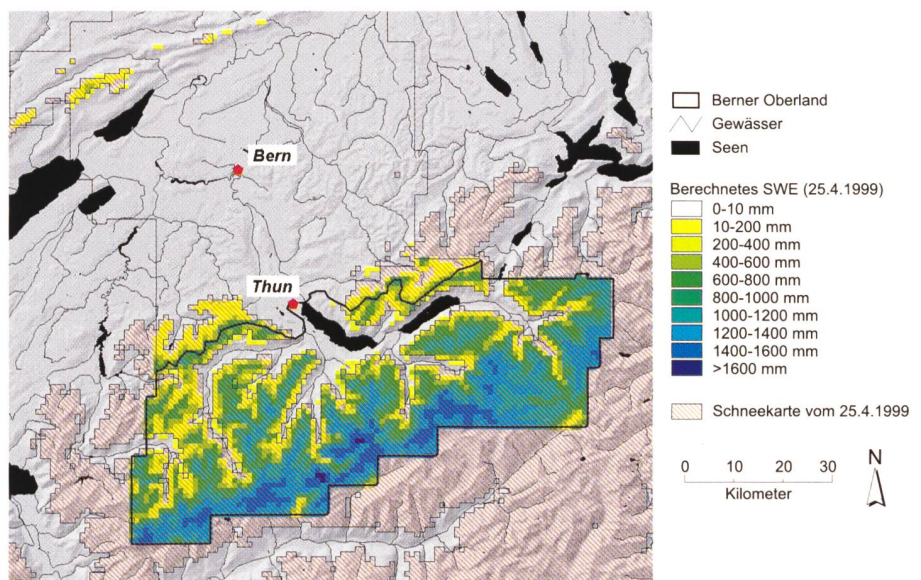 Bern
Thun
Berner Oberland
Gewässer
Seen
Berechnetes SWE (25.4.1999)
0-10 mm
10-200 mm
200-400 mm
400-600 mm
600-800 mm
800-1000 mm
1000-1200 mm
1200-1400 mm
1400-1600 mm
>1600 mm
Schneekarte vom 25.4.1999
0 10 20 30
Kilometer
N